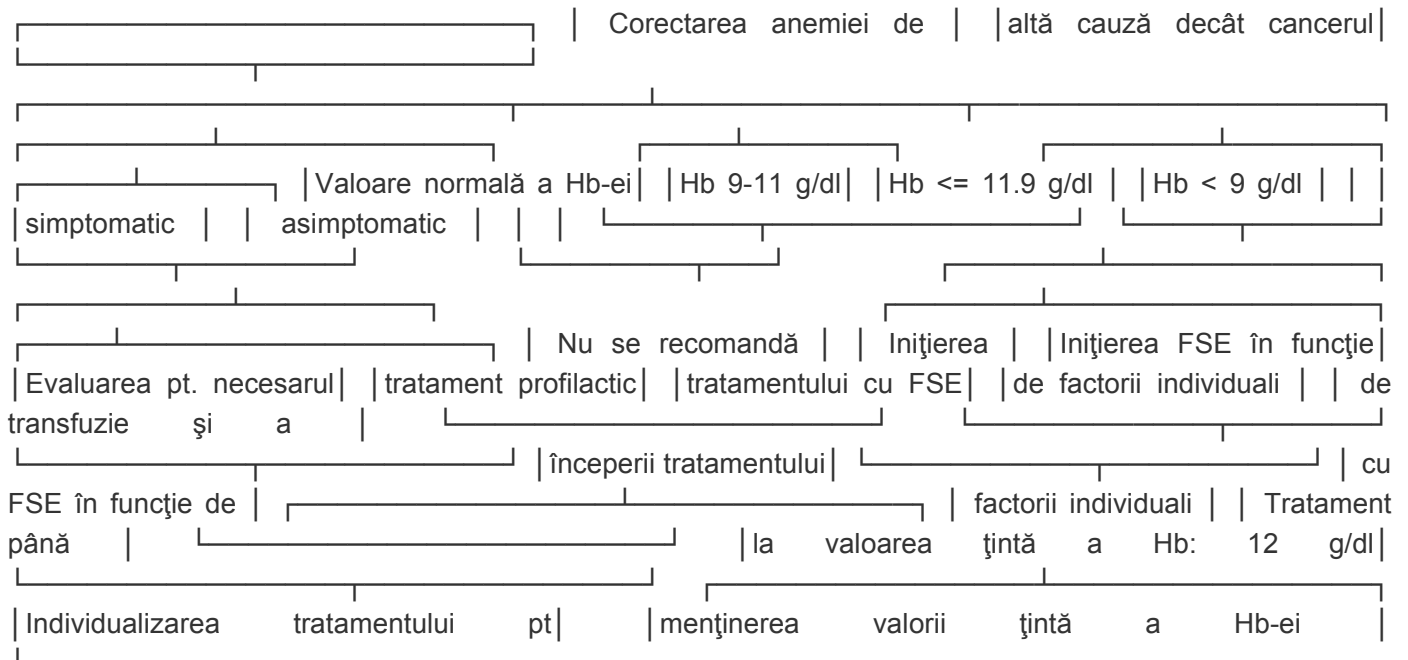 │ Corectarea anemiei de │ │altă cauză decât cancerul│
│Valoare normală a Hb-ei│ │Hb 9-11 g/dl│ │Hb <= 11.9 g/dl │ │Hb < 9 g/dl │ │ │
│simptomatic │ │ asimptomatic │ │ │
│ Nu se recomandă │ │ Iniţierea │ │Iniţierea FSE în funcţie│
│Evaluarea pt. necesarul│ │tratament profilactic│ │tratamentului cu FSE│ │de factorii individuali │ │ de
transfuzie şi a │
│începerii tratamentului│ │ cu
FSE în funcţie de │ │ factorii individuali │ │ Tratament
până │ │la valoarea ţintă a Hb: 12 g/dl│
│Individualizarea tratamentului pt│ │menţinerea valorii ţintă a Hb-ei │